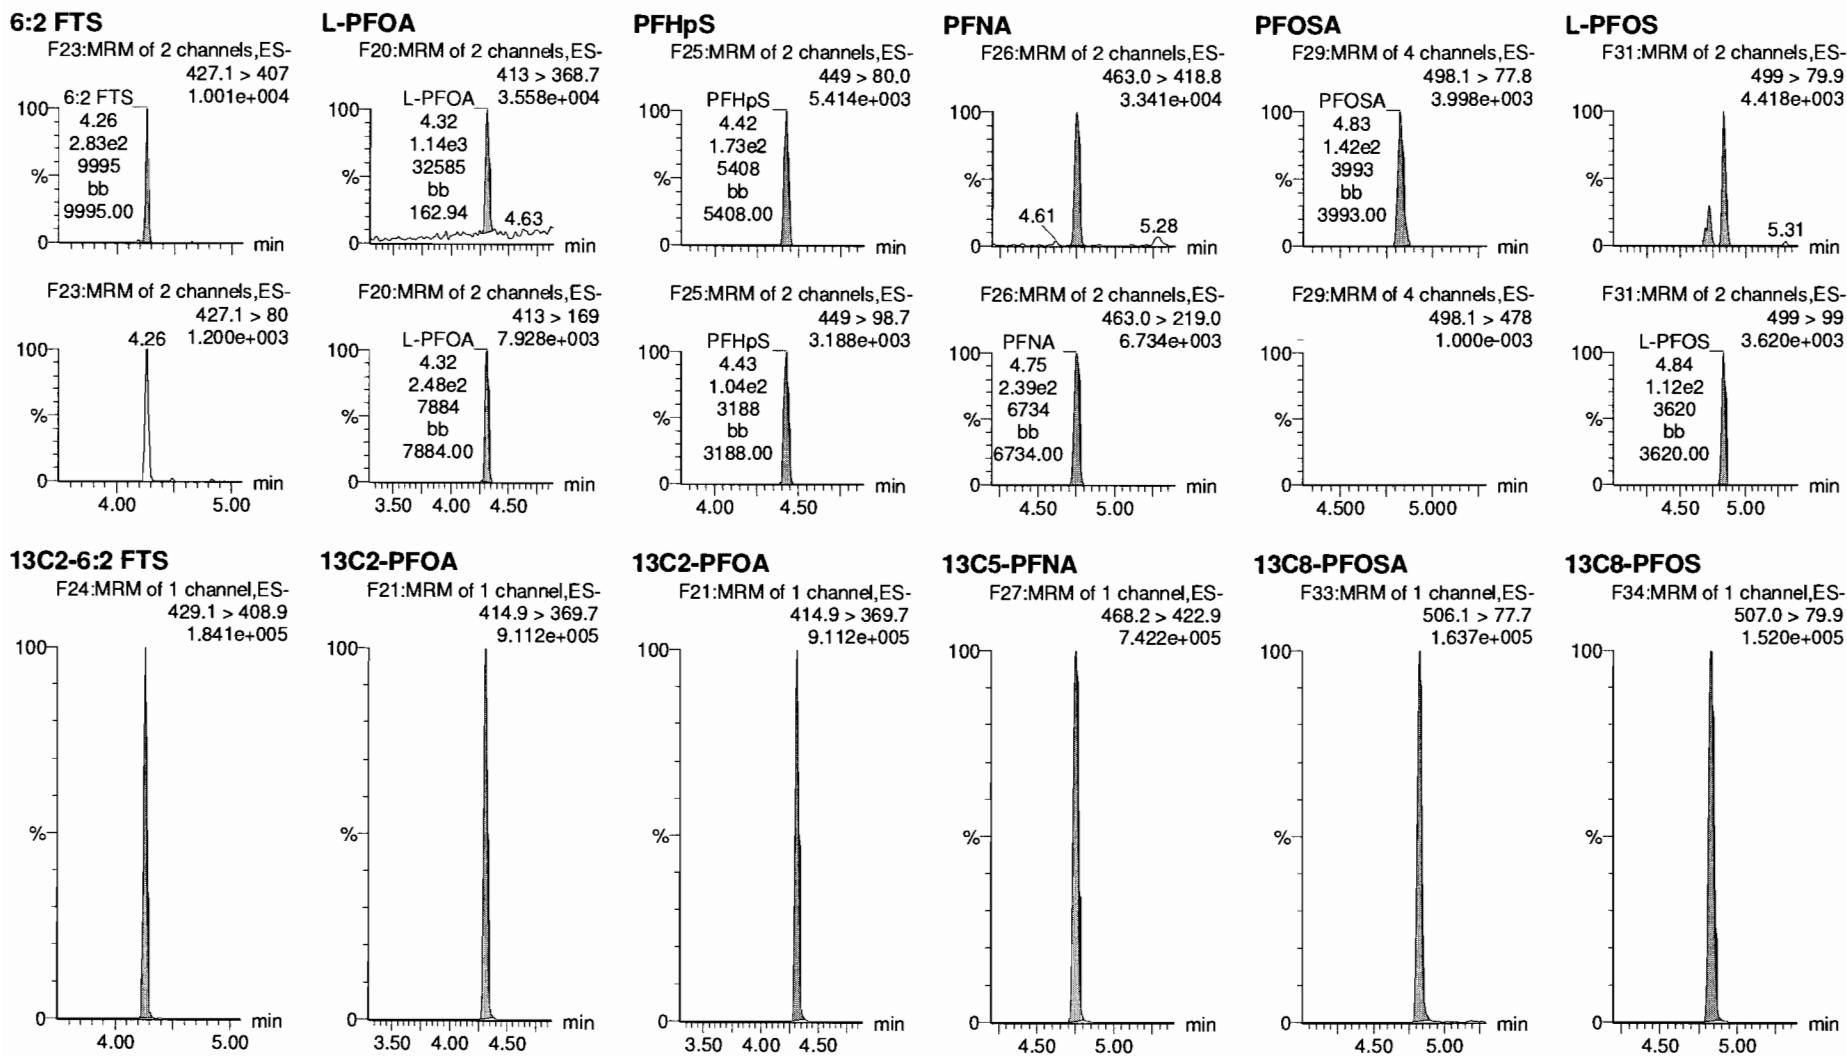 6:2 FTS
F23:MRM of 2 channels,ES-
427.1 > 407
1.001e+004
100
6:2 FTS
4.26
2.83e2
9995
bb
9995.00
%
0
min
L-PFOA
F20:MRM of 2 channels,ES-
413 > 368.7
3.558e+004
100
L-PFOA
4.32
1.14e3
32585
bb
162.94
4.63
%
0
min
PFHpS
F25:MRM of 2 channels,ES-
449 > 80.0
5.414e+003
100
PFHpS
4.42
1.73e2
5408
bb
5408.00
%
0
min
PFNA
F26:MRM of 2 channels,ES-
463.0 > 418.8
3.341e+004
100
%
4.61
5.28
0
min
PFOSA
F29:MRM of 4 channels,ES-
498.1 > 77.8
3.998e+003
100
PFOSA
4.83
1.42e2
3993
bb
3993.00
%
0
min
L-PFOS
F31:MRM of 2 channels,ES-
499 > 79.9
4.418e+003
100
%
5.31
0
min
F23:MRM of 2 channels,ES-
427.1 > 80
1.200e+003
4.26
100
%
0
min
4.00 5.00
F20:MRM of 2 channels,ES-
413 > 169
7.928e+003
100
L-PFOA
4.32
2.48e2
7884
bb
7884.00
%
0
min
3.50 4.00 4.50
F25:MRM of 2 channels,ES-
449 > 98.7
3.188e+003
100
PFHpS
4.43
1.04e2
3188
bb
3188.00
%
0
min
4.00 4.50
F26:MRM of 2 channels,ES-
463.0 > 219.0
6.734e+003
100
PFNA
4.75
2.39e2
6734
bb
6734.00
%
0
min
4.50 5.00
F29:MRM of 4 channels,ES-
498.1 > 478
1.000e-003
100
%
0
min
4.500 5.000
F31:MRM of 2 channels,ES-
499 > 99
3.620e+003
100
L-PFOS
4.84
1.12e2
3620
bb
3620.00
%
0
min
4.50 5.00
13C2-6:2 FTS
F24:MRM of 1 channel,ES-
429.1 > 408.9
1.841e+005
100
%
0
min
4.00 5.00
13C2-PFOA
F21:MRM of 1 channel,ES-
414.9 > 369.7
9.112e+005
100
%
0
min
3.50 4.00 4.50
13C2-PFOA
F21:MRM of 1 channel,ES-
414.9 > 369.7
9.112e+005
100
%
0
min
3.50 4.00 4.50
13C5-PFNA
F27:MRM of 1 channel,ES-
468.2 > 422.9
7.422e+005
100
%
0
min
4.50 5.00
13C8-PFOSA
F33:MRM of 1 channel,ES-
506.1 > 77.7
1.637e+005
100
%
0
min
4.50 5.00
13C8-PFOS
F34:MRM of 1 channel,ES-
507.0 > 79.9
1.520e+005
100
%
0
min
4.50 5.00